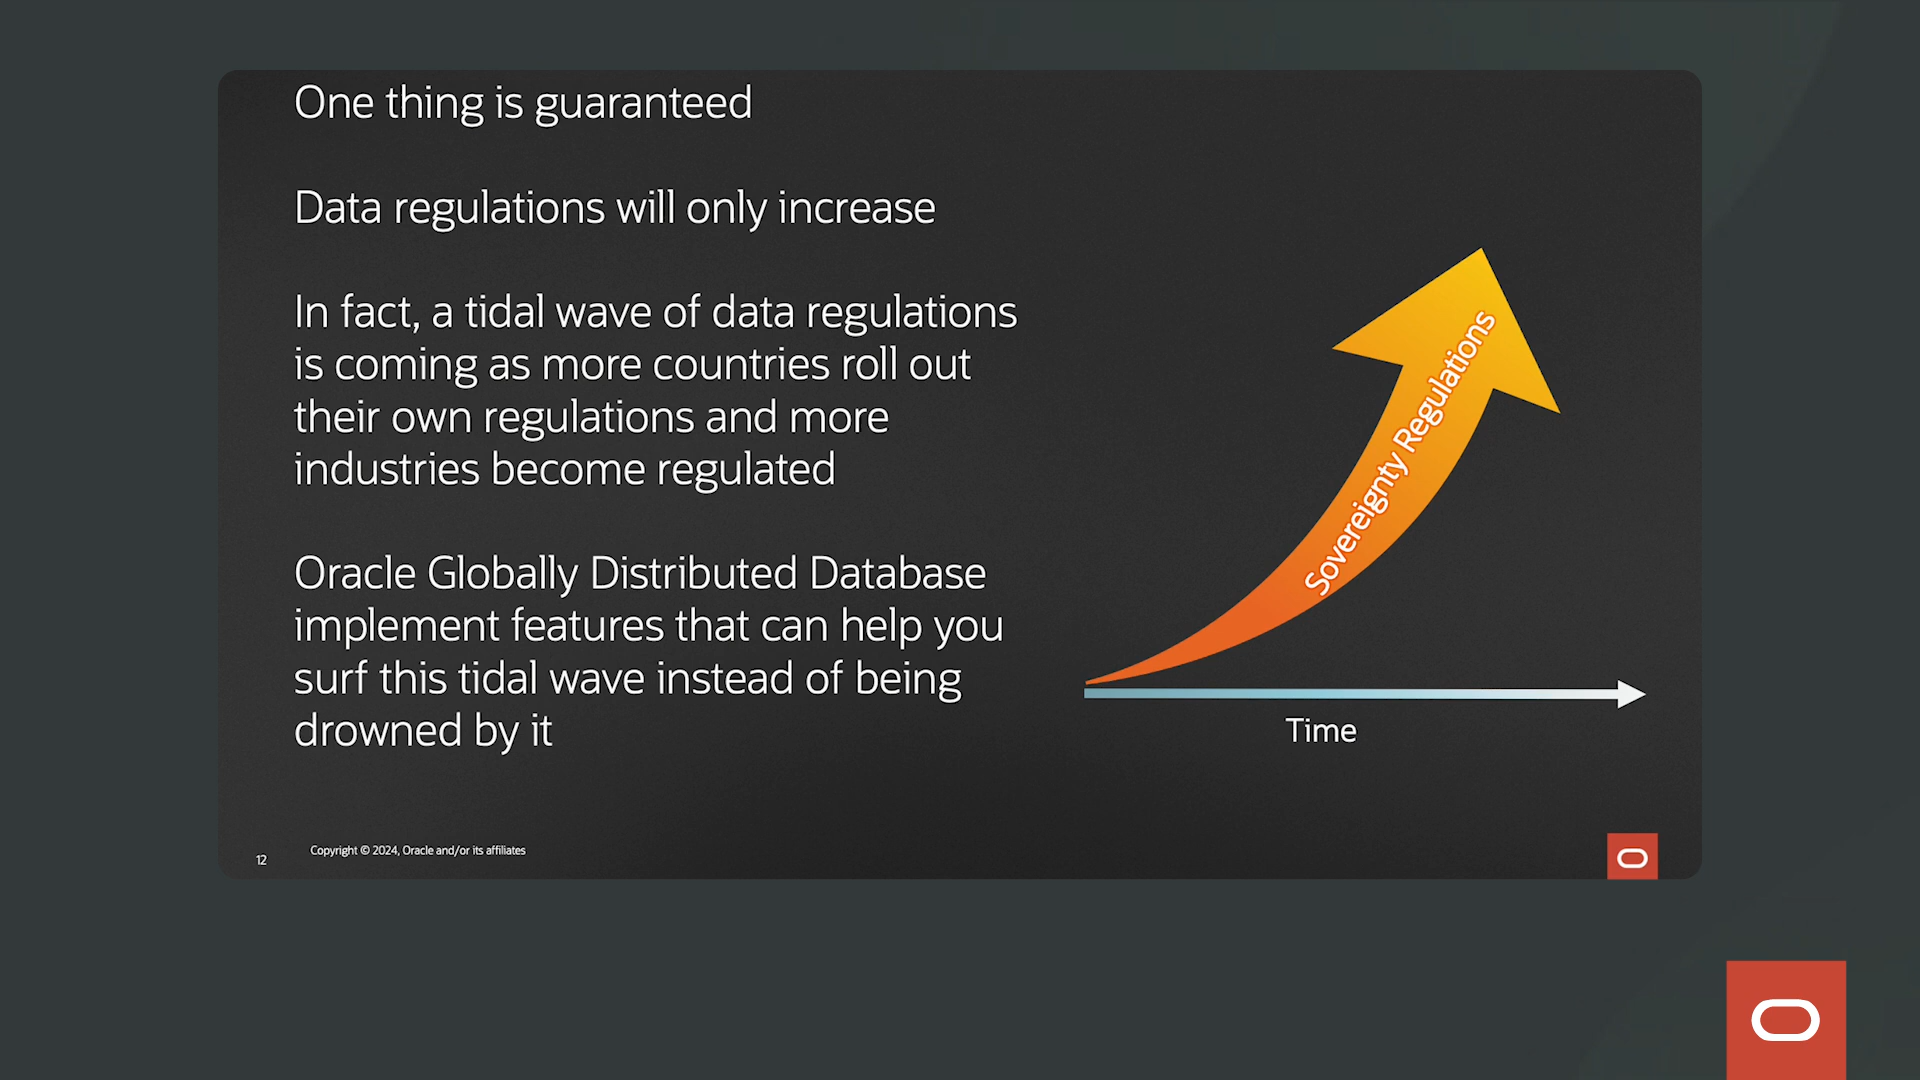 One thing is guaranteed
Data regulations will only increase
In fact, a tidal wave of data regulations
is coming as more countries roll out
their own regulations and more
industries become regulated
Oracle Globally Distributed Database
implement features that can help you
surf this tidal wave instead of being
drowned by it
Sovereignty Regulations
Time
12
Copyright © 2024, Oracle and/or its affiliates